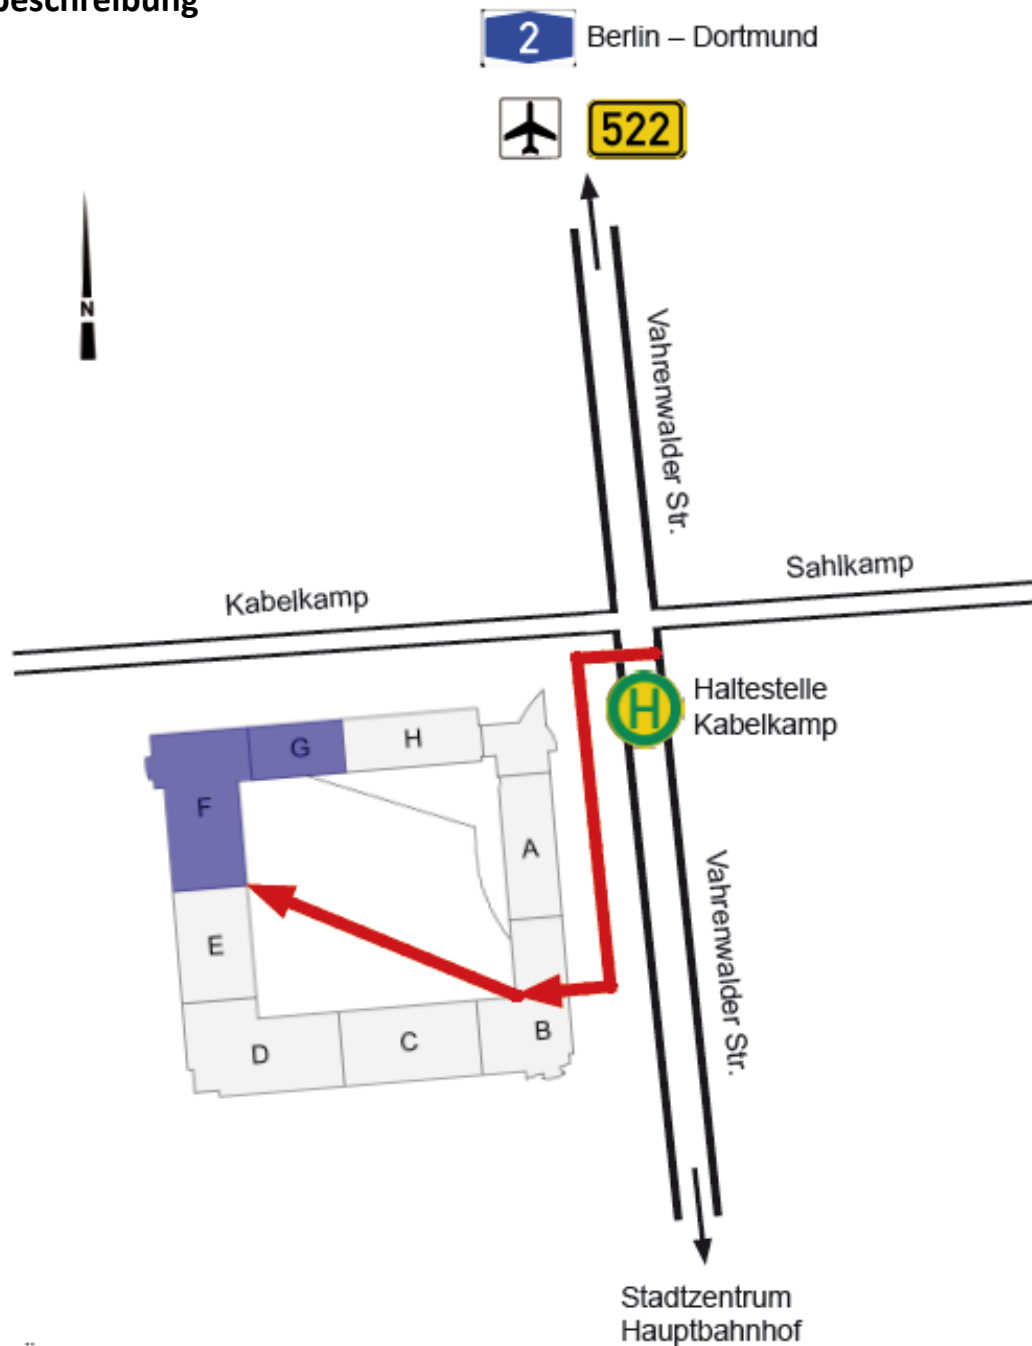 beschreibung
2 Berlin – Dortmund
522
N
Vahrenwalder Str.
Sahlkamp
Kabelkamp
H
Haltestelle
Kabelkamp
G
H
F
A
Vahrenwalder Str.
E
B
C
D
Stadtzentrum
Hauptbahnhof